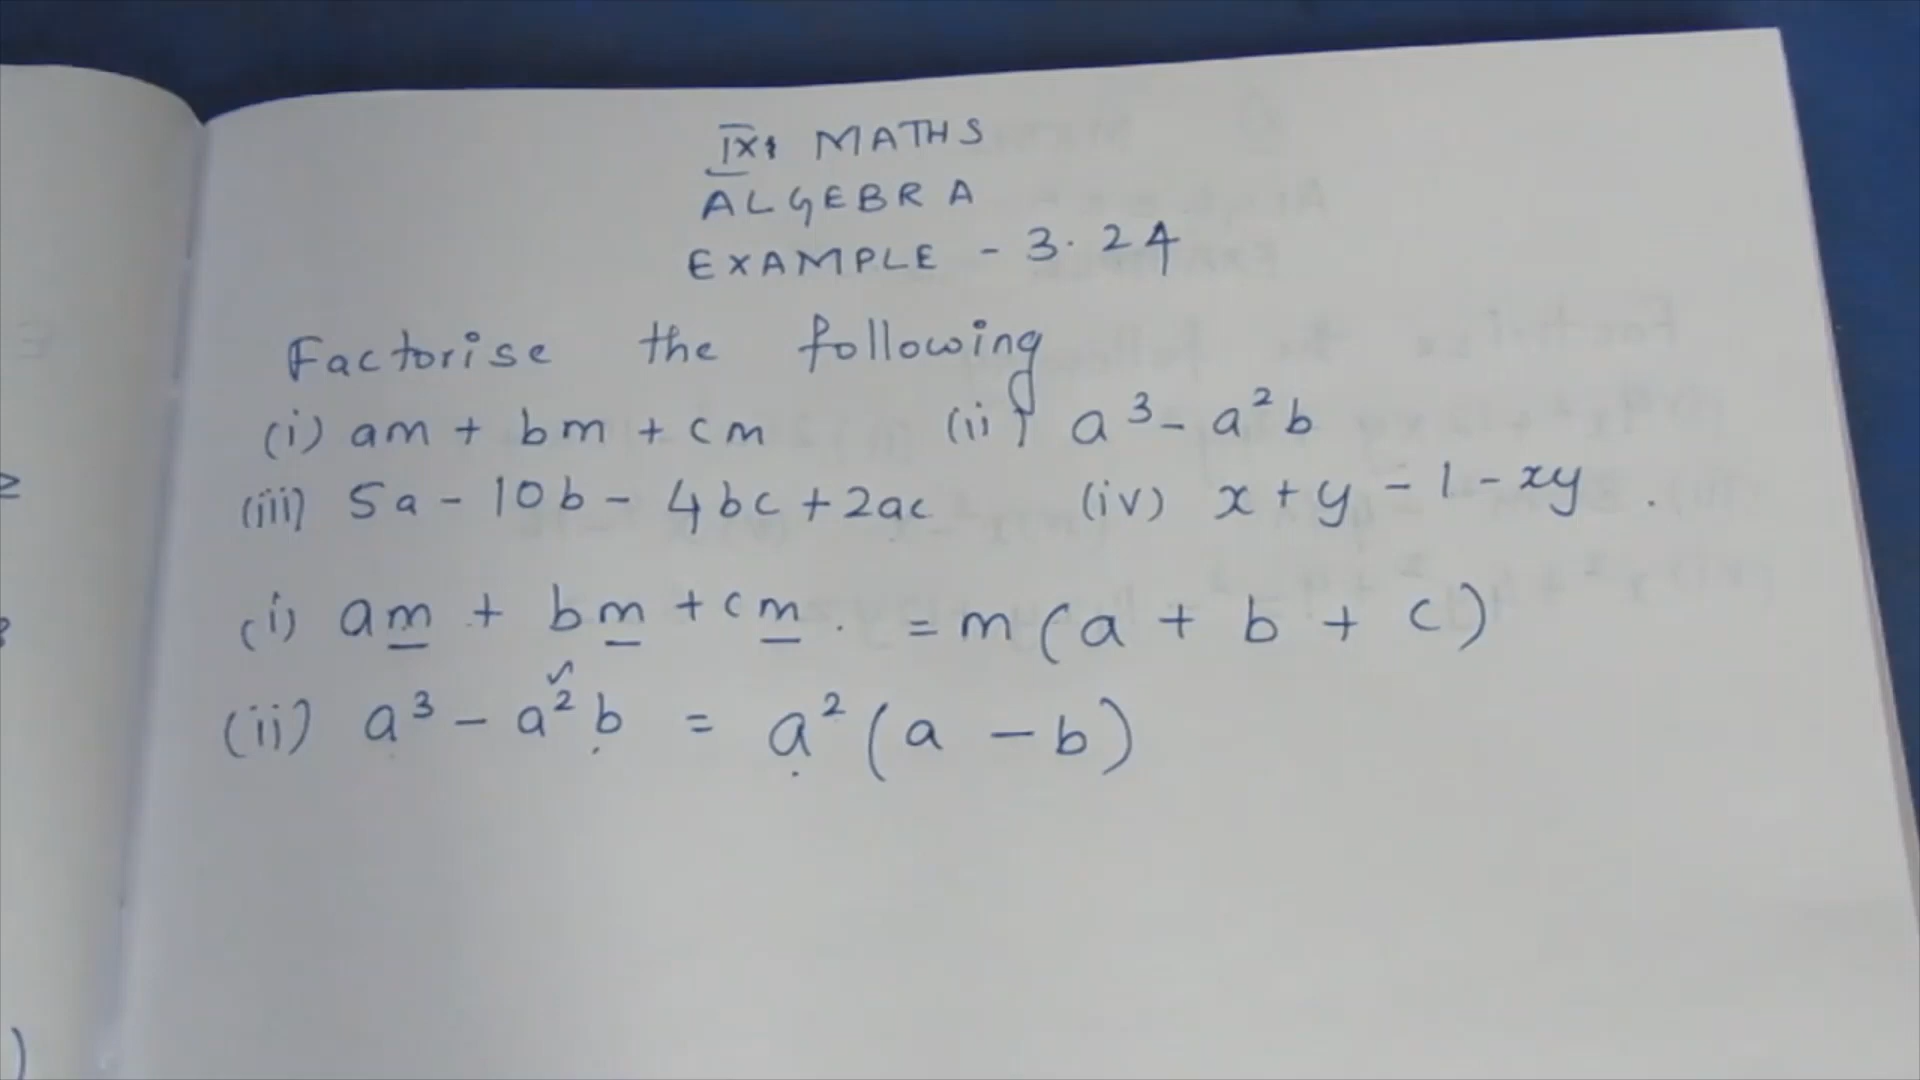 IX MATHS
ALGEBRA
EXAMPLE - 3.24
Factorise the following
(i) am + bm + cm (ii) a³ - a²b
(iii) 5a - 10b - 4bc + 2ac (iv) x + y - 1 - xy.
(i) am + bm + cm. = m(a + b + c)
(ii) a³ - a²b = a²(a - b)